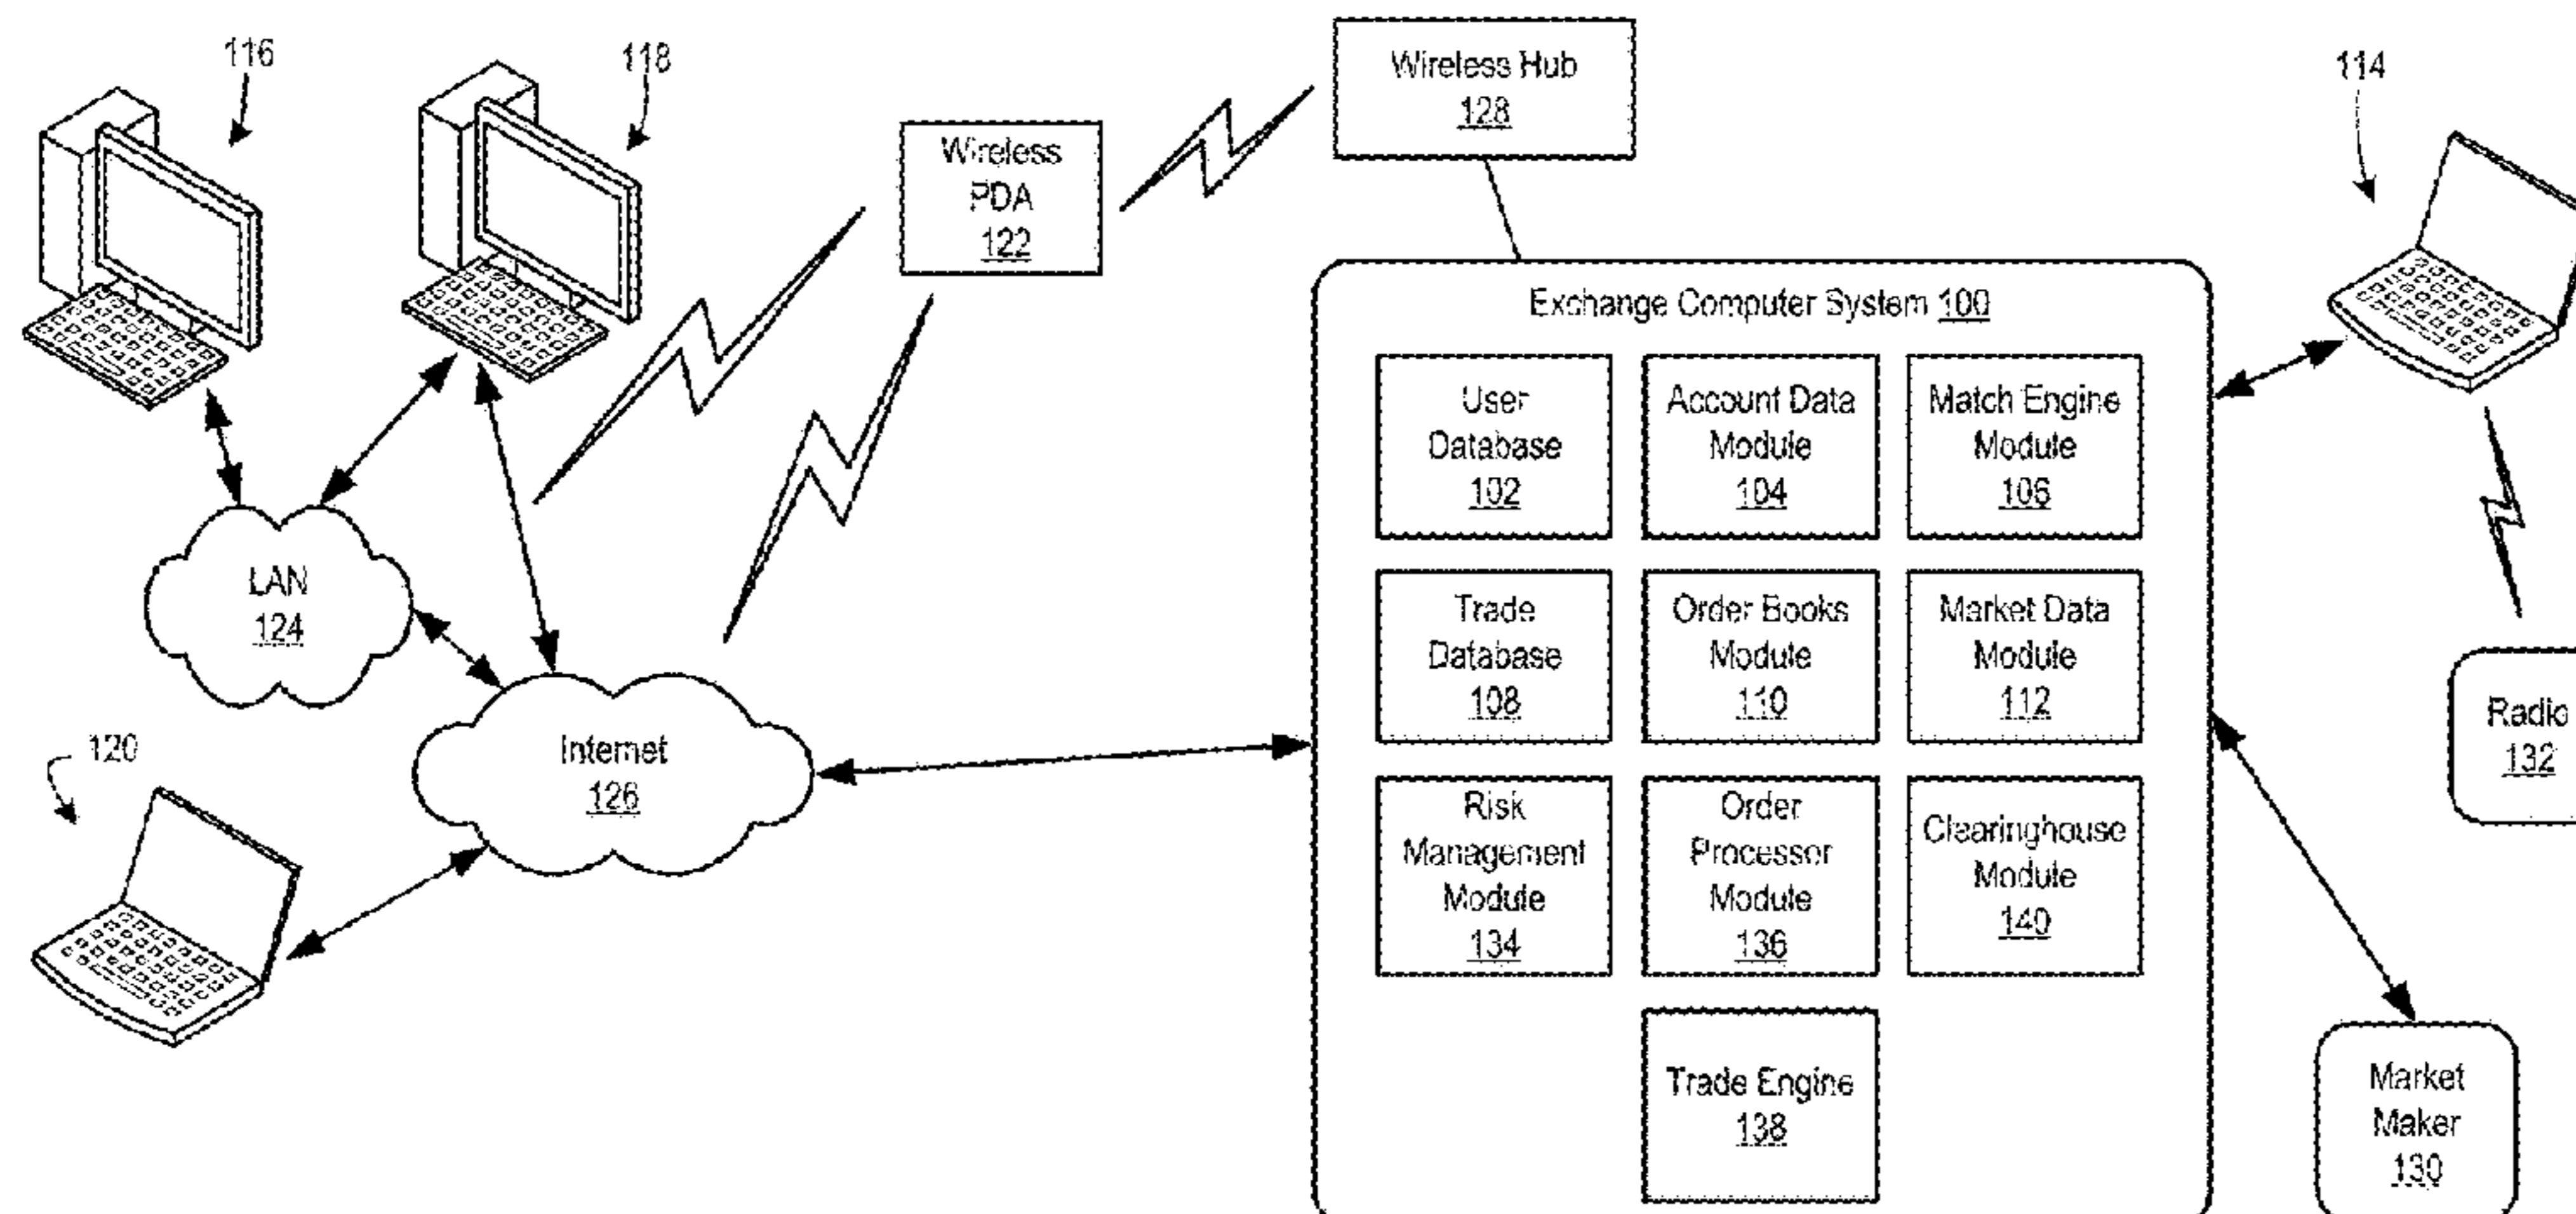 116
118
Wireless Hub
128
114
Wireless
PDA
122
Exchange Computer System 100
User
Database
102
Account Data
Module
104
Match Engine
Module
106
LAN
124
Trade
Database
108
Order Books
Module
110
Market Data
Module
112
Radio
132
120
Internet
126
Risk
Management
Module
134
Order
Processor
Module
136
Clearinghouse
Module
140
Trade Engine
138
Market
Maker
130